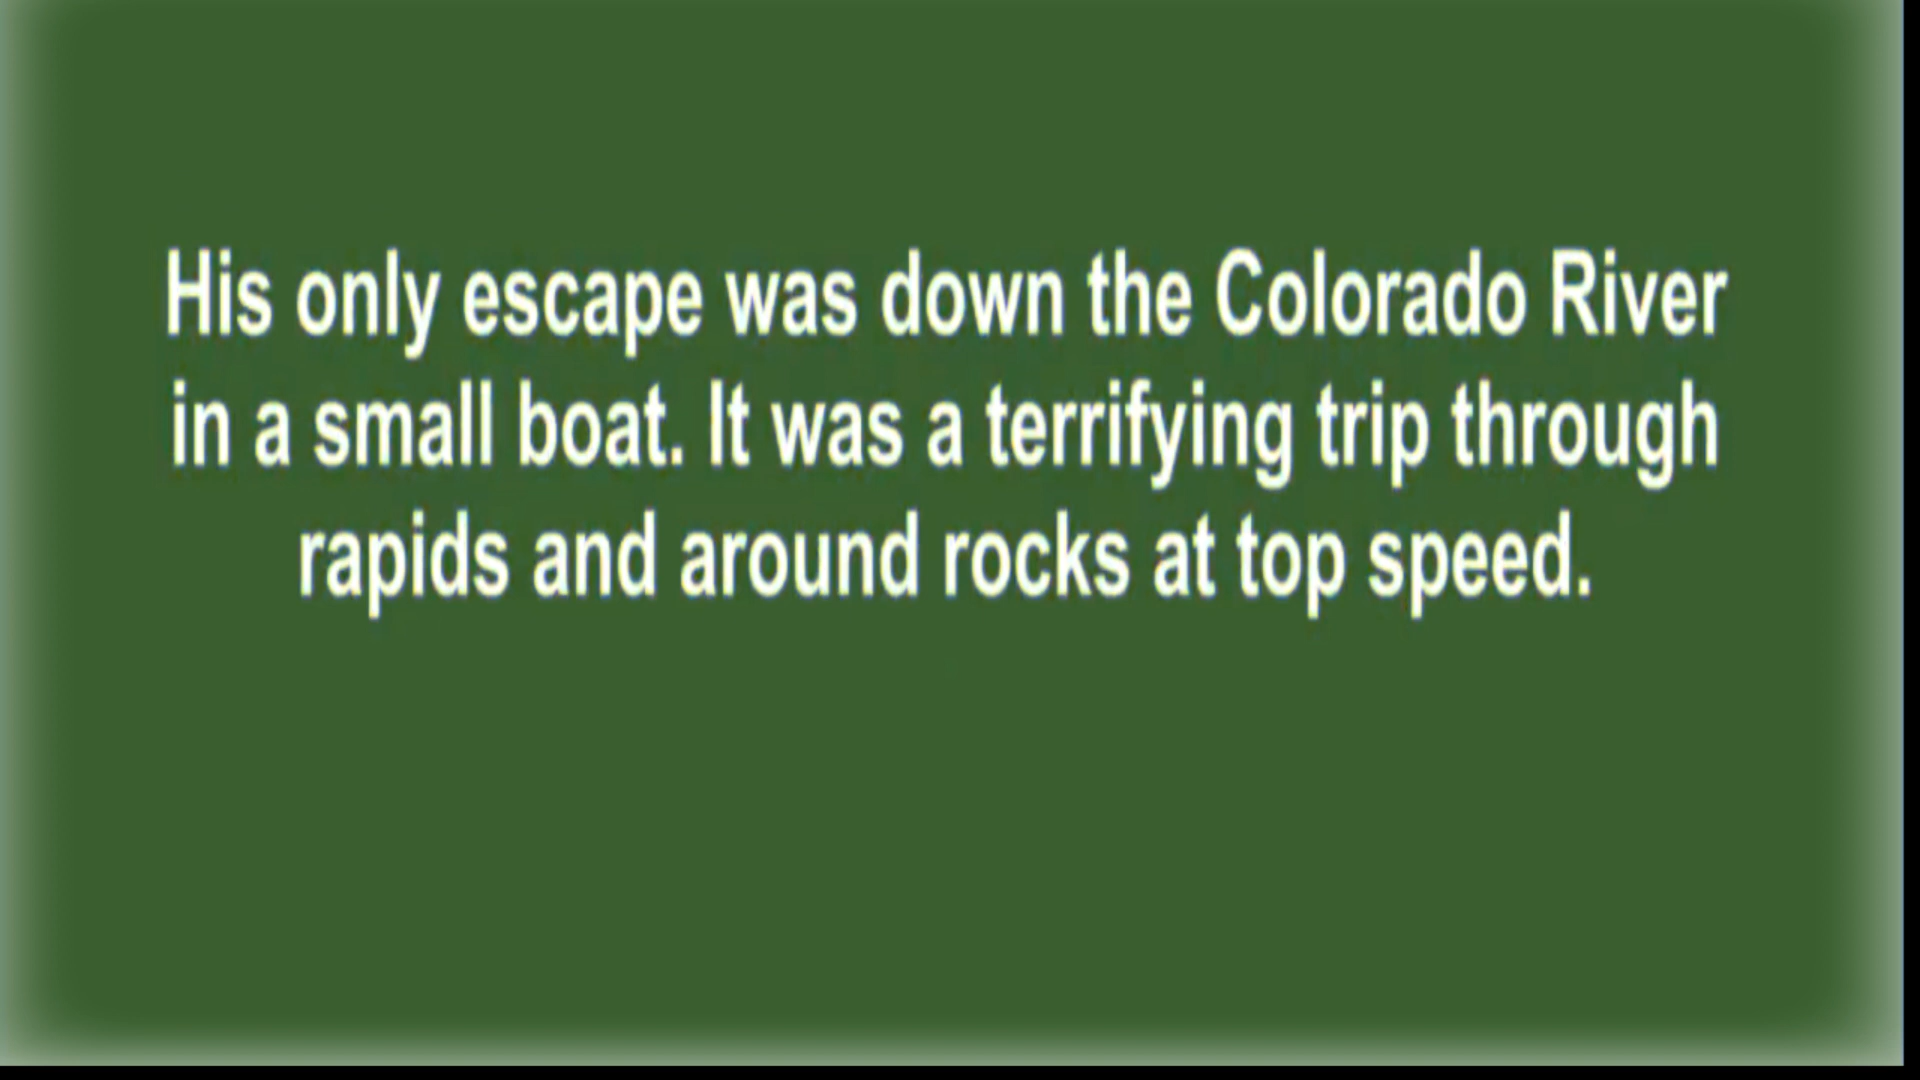 His only escape was down the Colorado River
in a small boat. It was a terrifying trip through
rapids and around rocks at top speed.